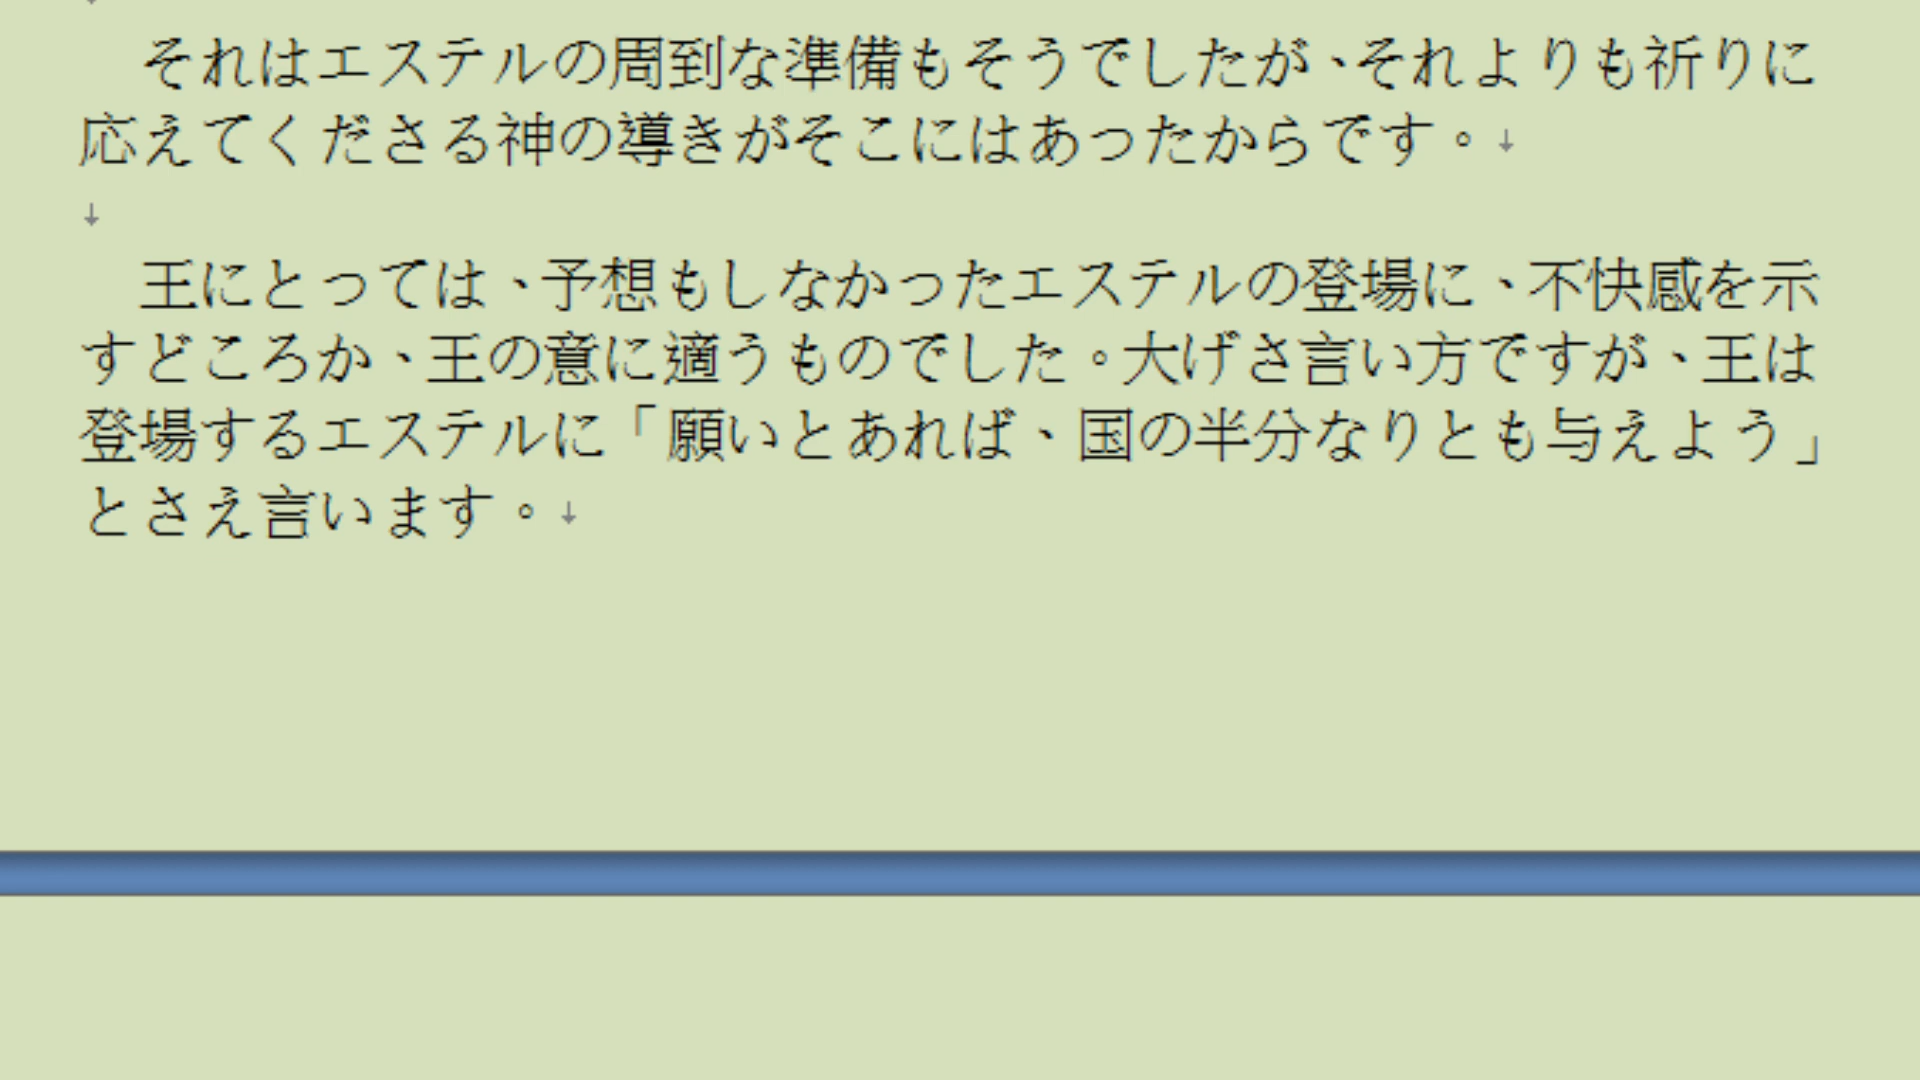 それはエステルの周到な準備もそうでしたが、それよりも祈りに
応えてくださる神の導きがそこにはあったからです。↓
↓
王にとっては、予想もしなかったエステルの登場に、不快感を示
すどころか、王の意に適うものでした。大げさ言い方ですが、王は
登場するエステルに「願いとあれば、国の半分なりとも与えよう」
とさえ言います。↓